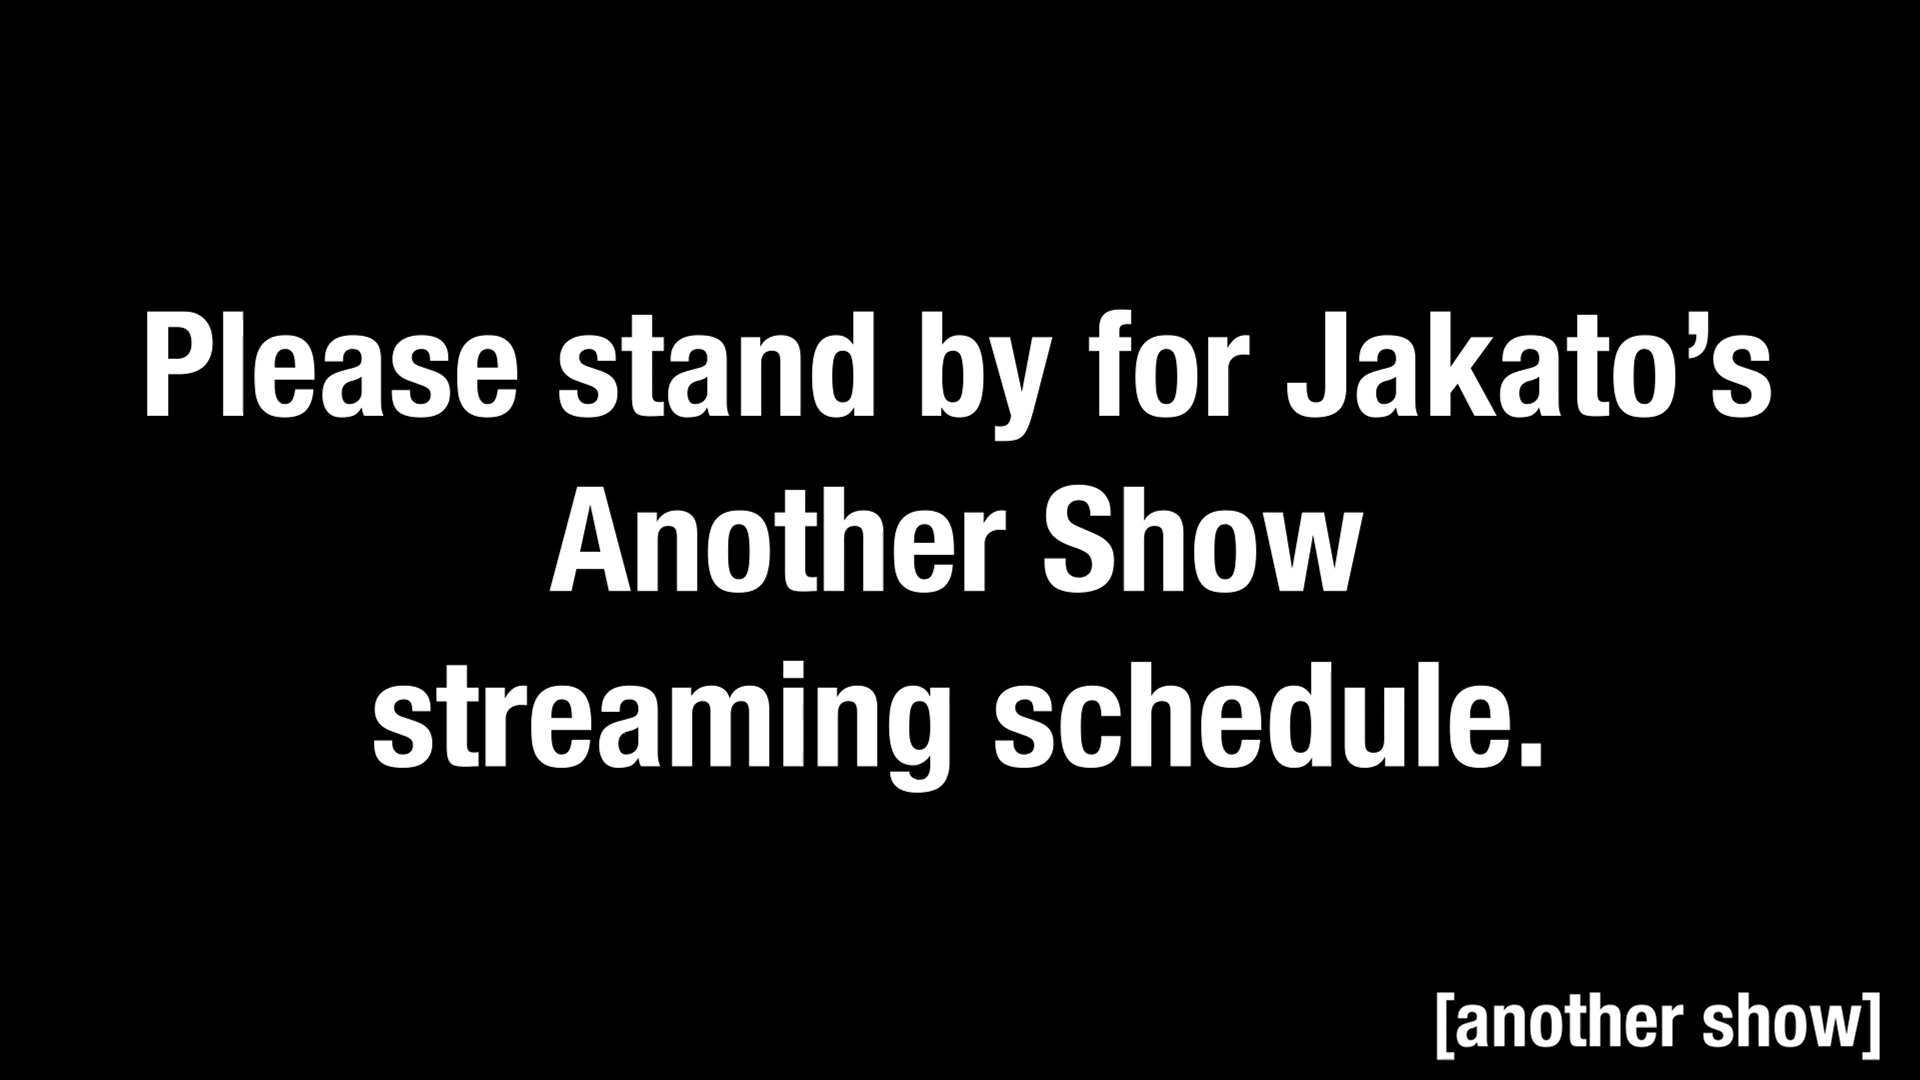 Please stand by for Jakato’s
Another Show
streaming schedule.
[another show]